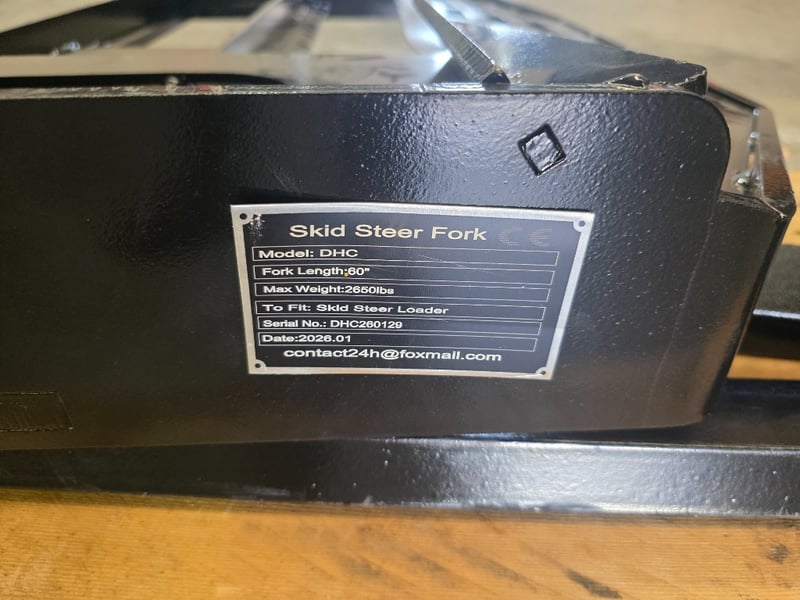 Skid Steer Fork CE
Model: DHC
Fork Length:60"
Max Weight:2650lbs
To Fit: Skid Steer Loader
Serial No.: DHC260129
Date:2026.01
contact24h@foxmail.com